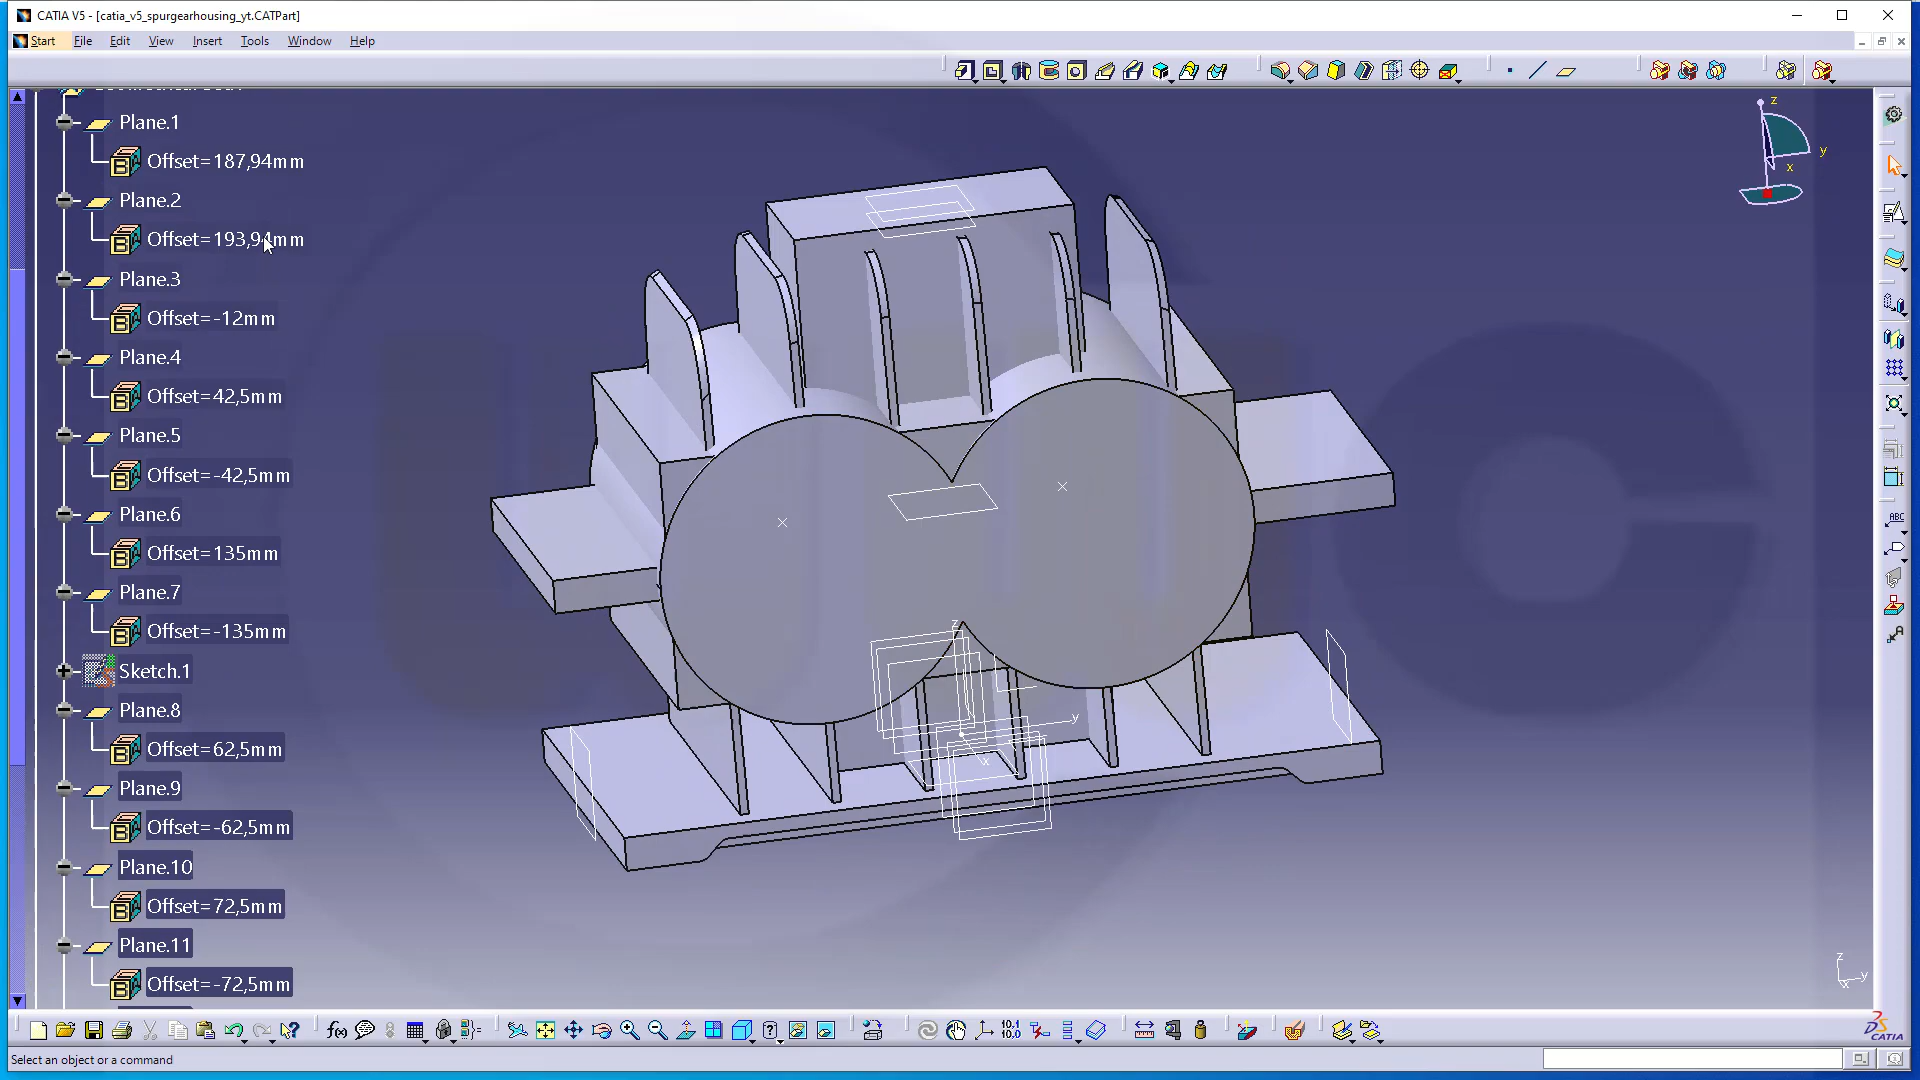 CATIA V5 - [catia_v5_spurgearhousing_yt.CATPart]
Start File Edit View Insert Tools Window Help
Plane.1
Offset=187,94mm
Plane.2
Offset=193,94mm
Plane.3
Offset=-12mm
Plane.4
Offset=42,5mm
Plane.5
Offset=-42,5mm
Plane.6
Offset=135mm
Plane.7
Offset=-135mm
Sketch.1
Plane.8
Offset=62,5mm
Plane.9
Offset=-62,5mm
Plane.10
Offset=72,5mm
Plane.11
Offset=-72,5mm
z
y
x
z
y
x
z
y
x
ABC
CATIA
Select an object or a command